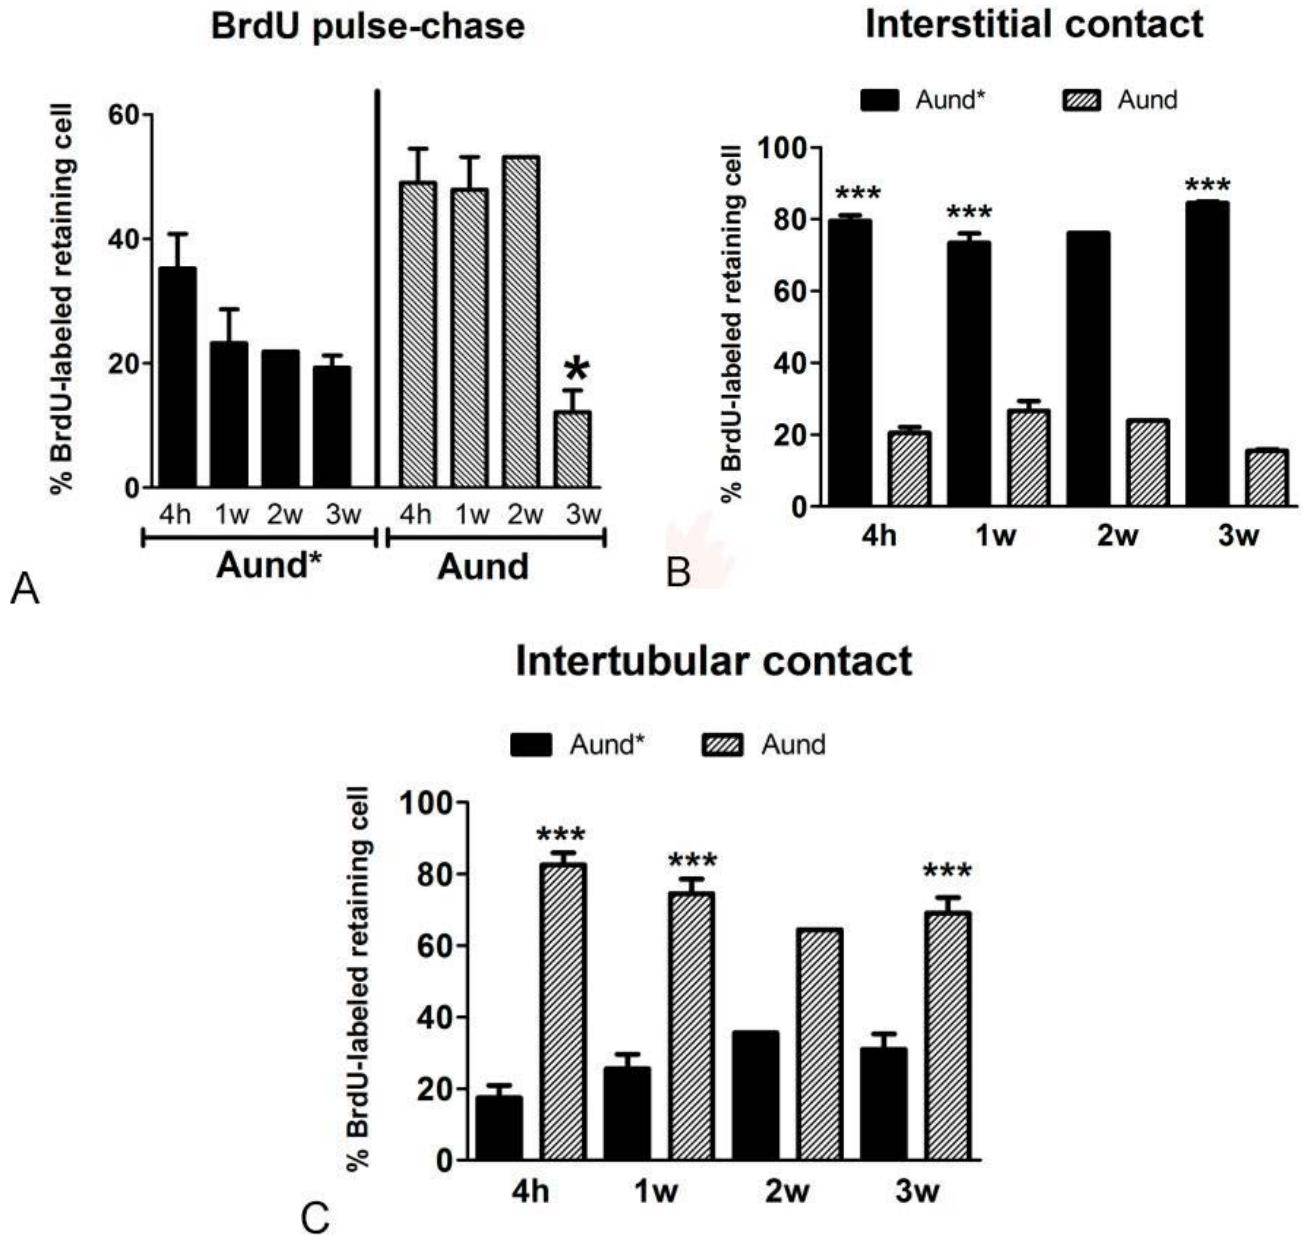 BrdU pulse-chase
% BrdU-labeled retaining cell
60
40
20
0
*
4h 1w 2w 3w 4h 1w 2w 3w
Aund* Aund
A
Interstitial contact
Aund* Aund
% BrdU-labeled retaining cell
100
80
60
40
20
0
*** *** ***
4h 1w 2w 3w
B
Intertubular contact
Aund* Aund
% BrdU-labeled retaining cell
100
80
60
40
20
0
*** *** ***
4h 1w 2w 3w
C